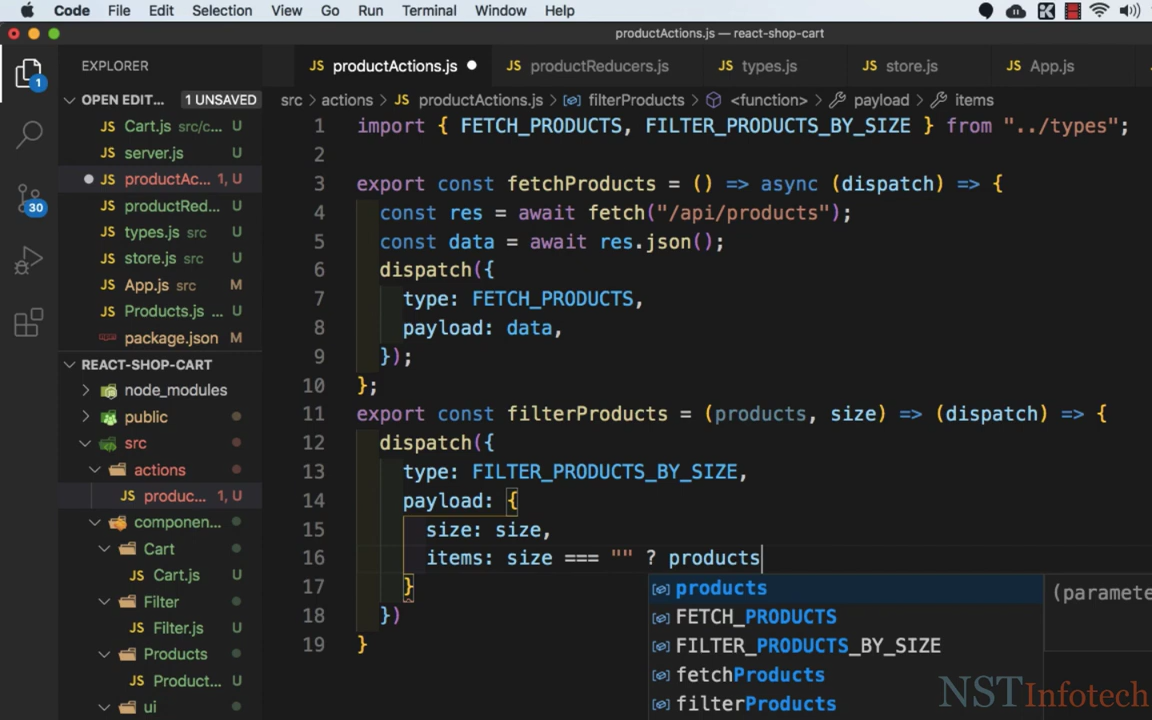 Code File Edit Selection View Go Run Terminal Window Help
productActions.js — react-shop-cart
EXPLORER
JS productActions.js ● JS productReducers.js JS types.js JS store.js JS App.js
OPEN EDIT... 1 UNSAVED
src > actions > JS productActions.js > filterProducts > <function> > payload > items
JS Cart.js src/c... U
JS server.js U
JS productAc... 1, U
JS productRed... U
JS types.js src U
JS store.js src U
JS App.js src M
JS Products.js ... U
package.json M
REACT-SHOP-CART
node_modules
public
src
actions
JS produc... 1, U
componen...
Cart
JS Cart.js U
Filter
JS Filter.js U
Products
JS Product... U
ui
1
30
1 import { FETCH_PRODUCTS, FILTER_PRODUCTS_BY_SIZE } from "../types";
2
3 export const fetchProducts = () => async (dispatch) => {
4 const res = await fetch("/api/products");
5 const data = await res.json();
6 dispatch({
7 type: FETCH_PRODUCTS,
8 payload: data,
9 });
10 };
11 export const filterProducts = (products, size) => (dispatch) => {
12 dispatch({
13 type: FILTER_PRODUCTS_BY_SIZE,
14 payload: {
15 size: size,
16 items: size === "" ? products
17 }
18 })
19 }
products
FETCH_PRODUCTS
FILTER_PRODUCTS_BY_SIZE
fetchProducts
filterProducts
(paramete
NSTInfotech